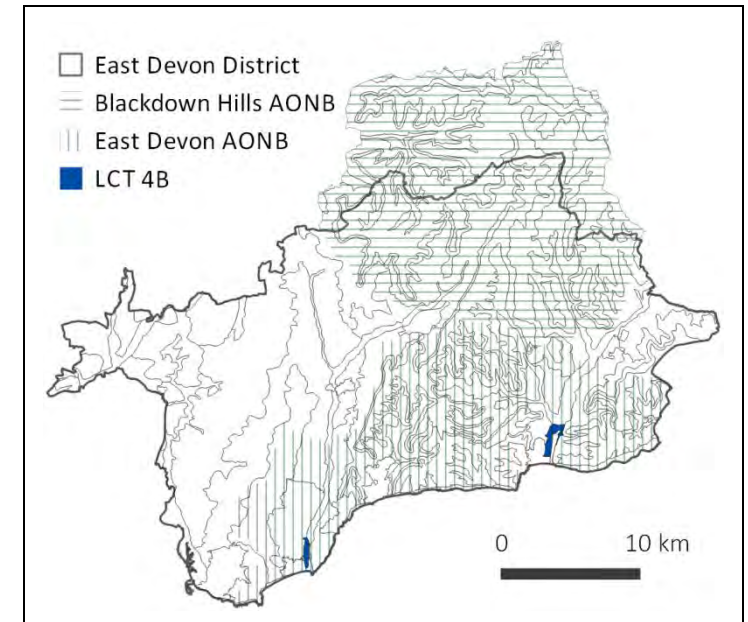 East Devon District
Blackdown Hills AONB
East Devon AONB
LCT 4B
0 10 km